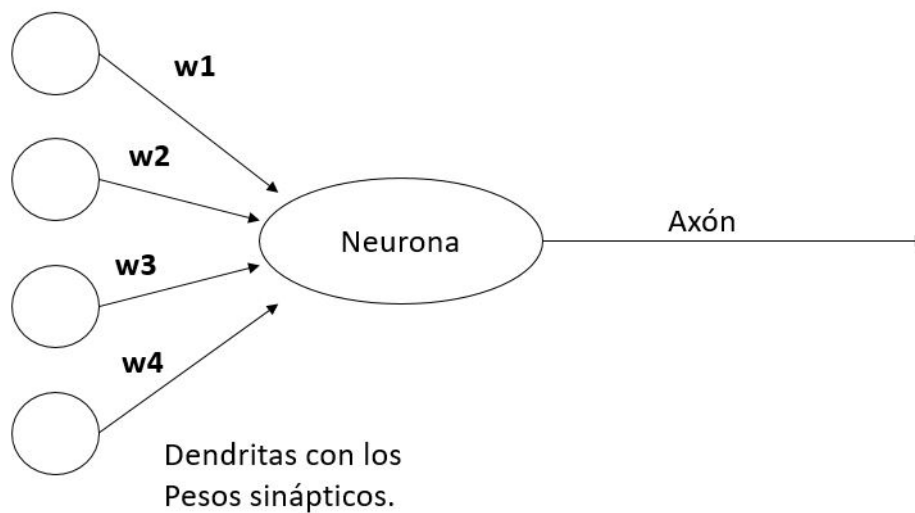 w1
w2
w3
w4
Neurona
Axón
Dendritas con los
Pesos sinápticos.